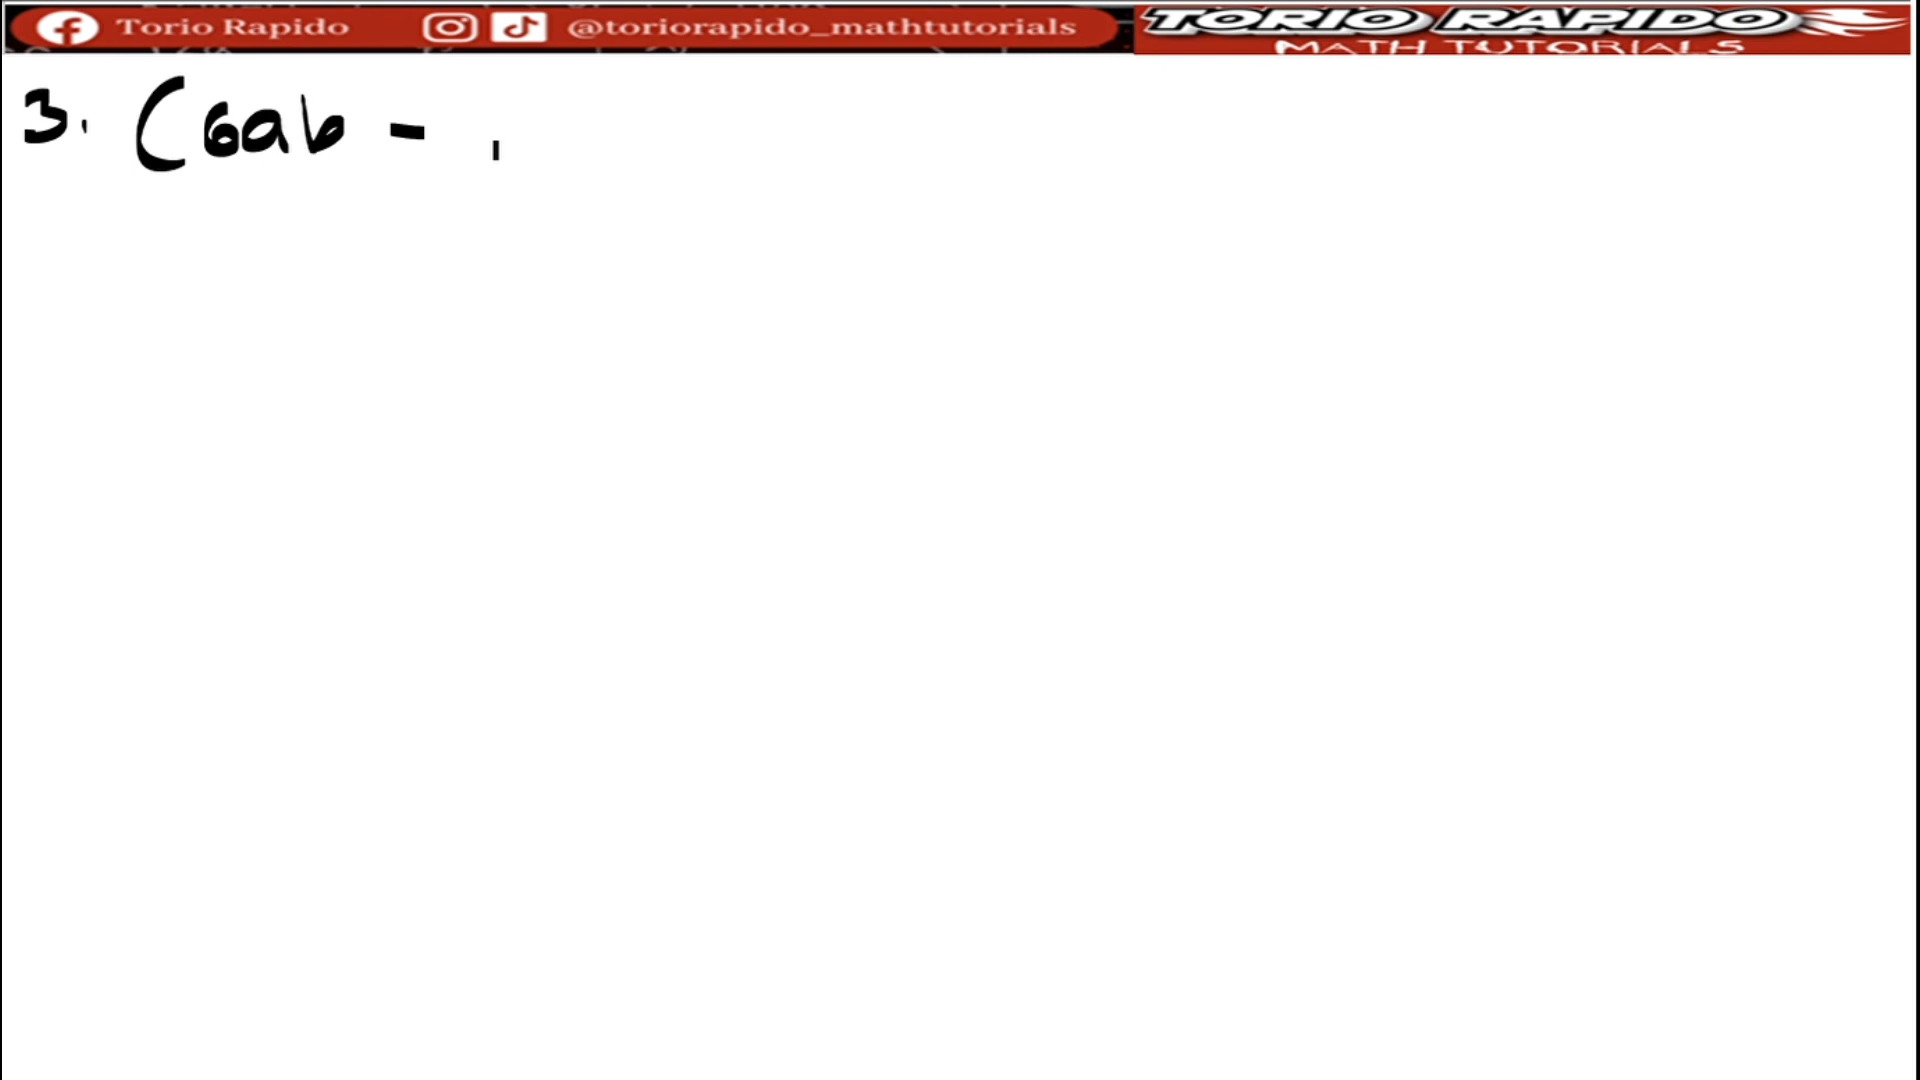 Torio Rapido @toriorapido_mathtutorials TORIO RAPIDO
MATH TUTORIALS
3. (6ab -